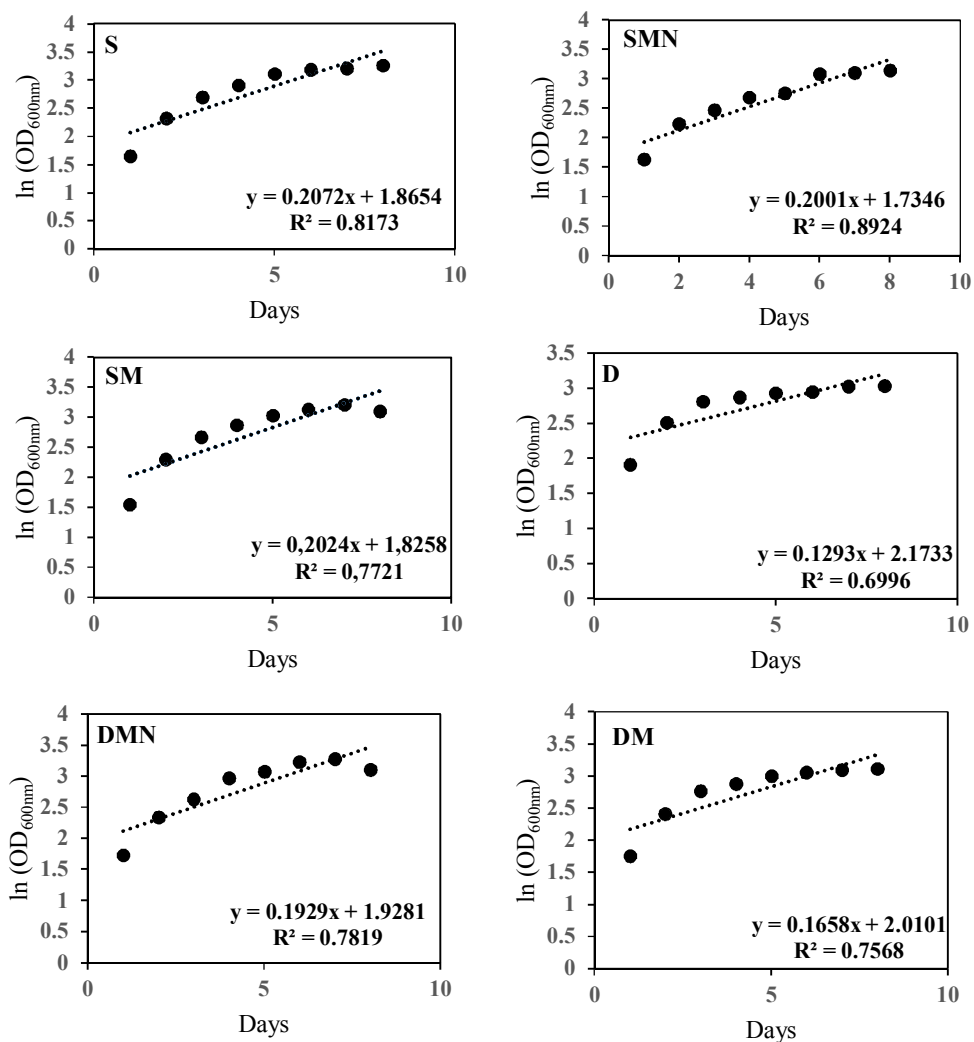 S
ln (OD600nm)
4
3.5
3
2.5
2
1.5
1
0.5
0
y = 0.2072x + 1.8654
R² = 0.8173
0 5 10
Days
SMN
ln (OD600nm)
4
3.5
3
2.5
2
1.5
1
0.5
0
y = 0.2001x + 1.7346
R² = 0.8924
0 2 4 6 8 10
Days
SM
ln (OD600nm)
4
3.5
3
2.5
2
1.5
1
0.5
0
y = 0,2024x + 1,8258
R² = 0,7721
0 5 10
Days
D
ln (OD600nm)
3.5
3
2.5
2
1.5
1
0.5
0
y = 0.1293x + 2.1733
R² = 0.6996
0 5 10
Days
DMN
ln (OD600nm)
4
3.5
3
2.5
2
1.5
1
0.5
0
y = 0.1929x + 1.9281
R² = 0.7819
0 5 10
Days
DM
ln (OD600nm)
4
3.5
3
2.5
2
1.5
1
0.5
0
y = 0.1658x + 2.0101
R² = 0.7568
0 5 10
Days